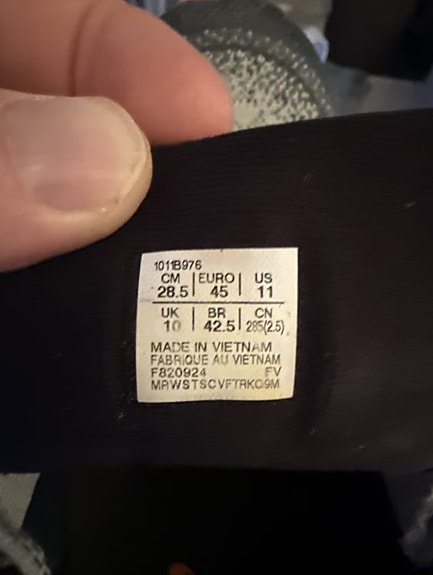 1011B976
CM | EURO | US
28.5 | 45 | 11
UK | BR | CN
10 | 42.5 | 285(2.5)
MADE IN VIETNAM
FABRIQUE AU VIETNAM
F820924 FV